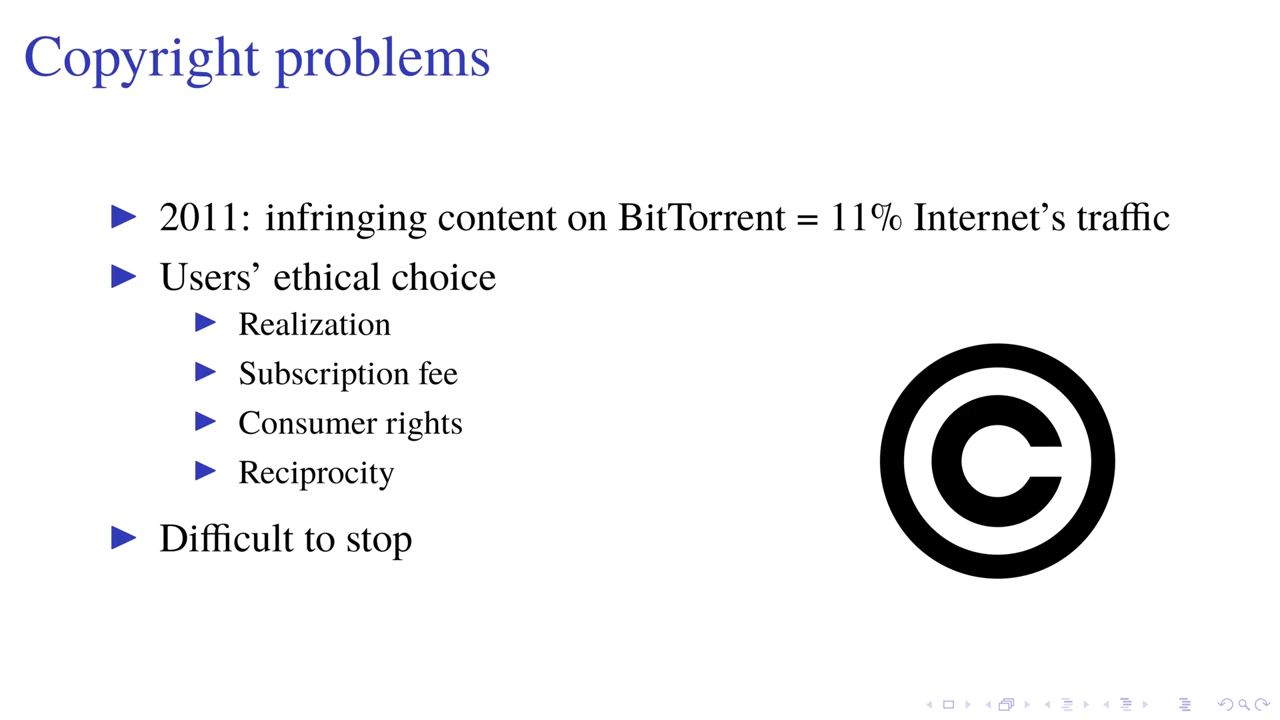 Copyright problems
2011: infringing content on BitTorrent = 11% Internet's traffic
Users' ethical choice
Realization
Subscription fee
Consumer rights
Reciprocity
Difficult to stop